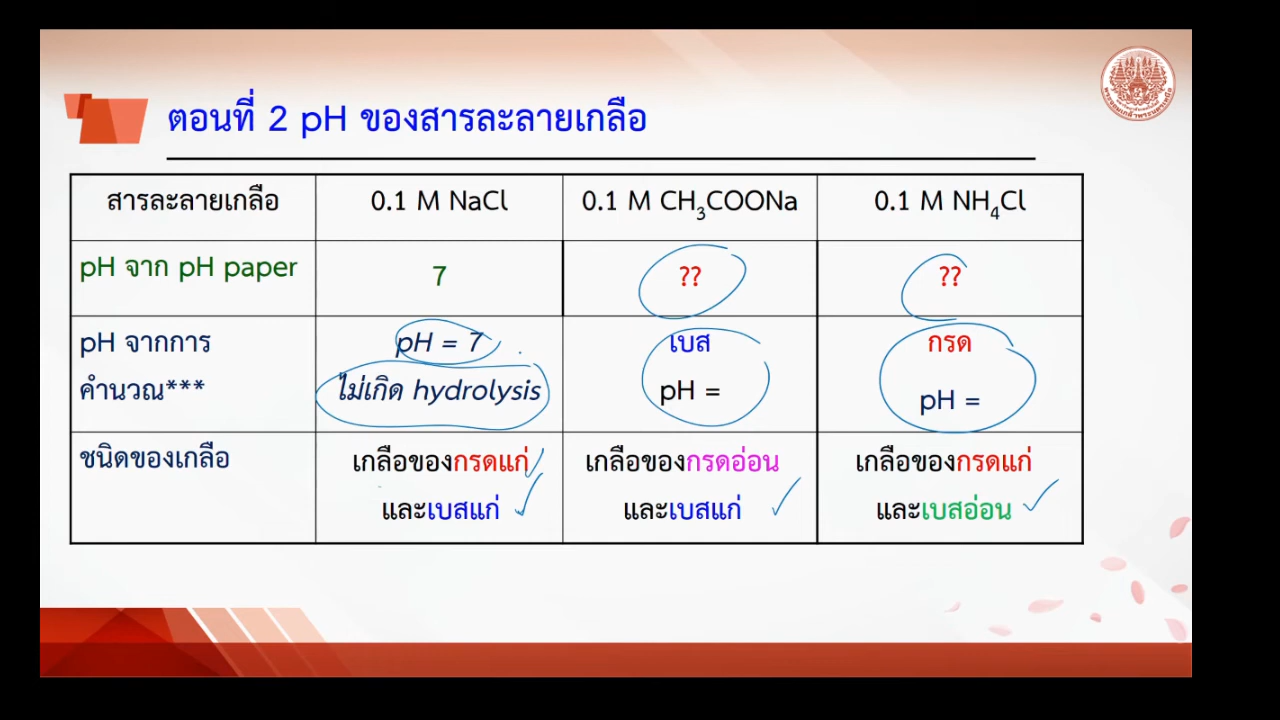 ตอนที่ 2 pH ของสารละลายเกลือ
สารละลายเกลือ 0.1 M NaCl 0.1 M CH₃COONa 0.1 M NH₄Cl
pH จาก pH paper 7 ?? ??
pH จากการ pH = 7 เบส กรด
คำนวณ*** ไม่เกิด hydrolysis pH = pH =
ชนิดของเกลือ เกลือของกรดแก่ เกลือของกรดอ่อน เกลือของกรดแก่
และเบสแก่ และเบสแก่ และเบสอ่อน